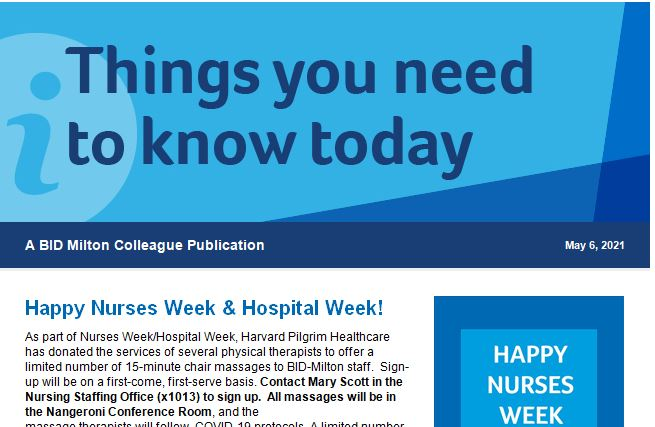 Things you need
to know today
A BID Milton Colleague Publication
May 6, 2021
Happy Nurses Week & Hospital Week!
As part of Nurses Week/Hospital Week, Harvard Pilgrim Healthcare
has donated the services of several physical therapists to offer a
limited number of 15-minute chair massages to BID-Milton staff.  Sign-
up will be on a first-come, first-serve basis. Contact Mary Scott in the
Nursing Staffing Office (x1013) to sign up.  All massages will be in
the Nangeroni Conference Room, and the
massage therapists will follow  COVID-19 protocols. A limited number
HAPPY
NURSES
WEEK